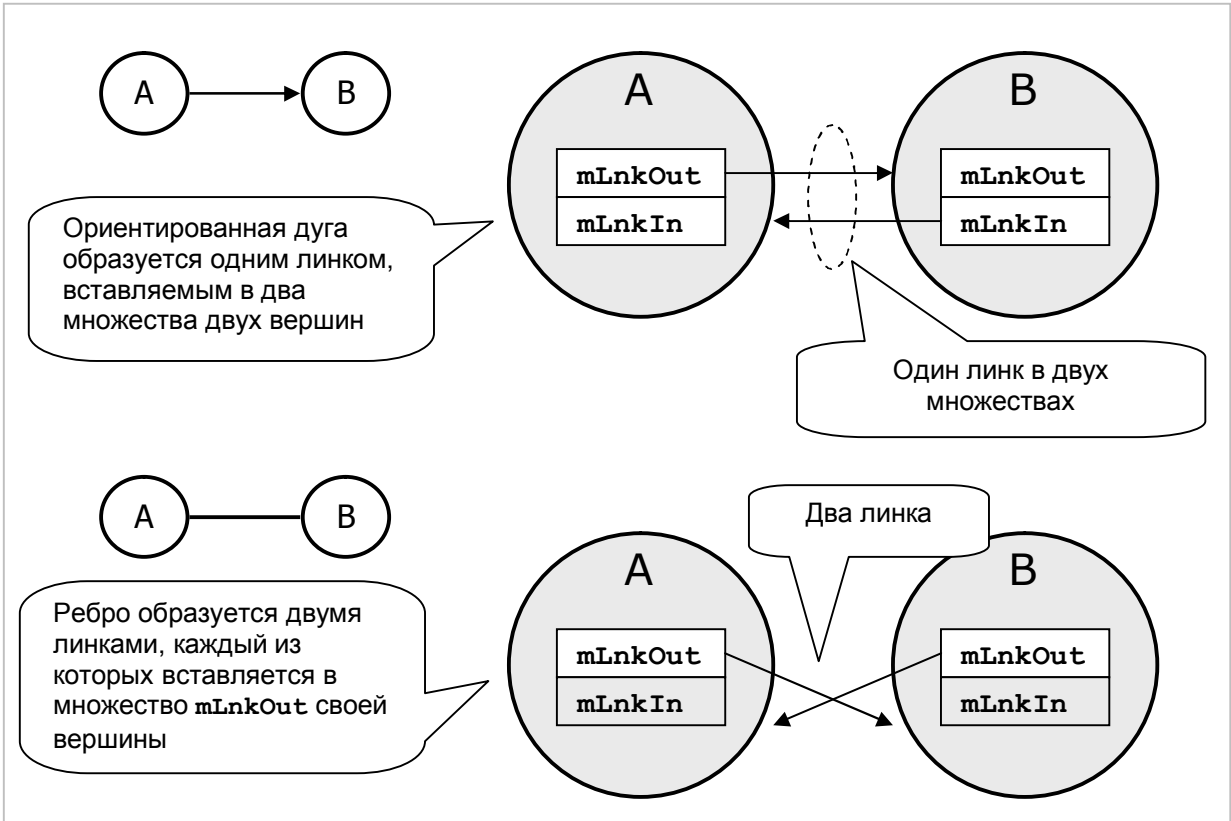 A
B
Ориентированная дуга
образуется одним линком,
вставляемым в два
множества двух вершин
A
mLnkOut
mLnkIn
B
mLnkOut
mLnkIn
Один линк в двух
множествах
A
B
Ребро образуется двумя
линками, каждый из
которых вставляется в
множество mLnkOut своей
вершины
Два линка
A
mLnkOut
mLnkIn
B
mLnkOut
mLnkIn